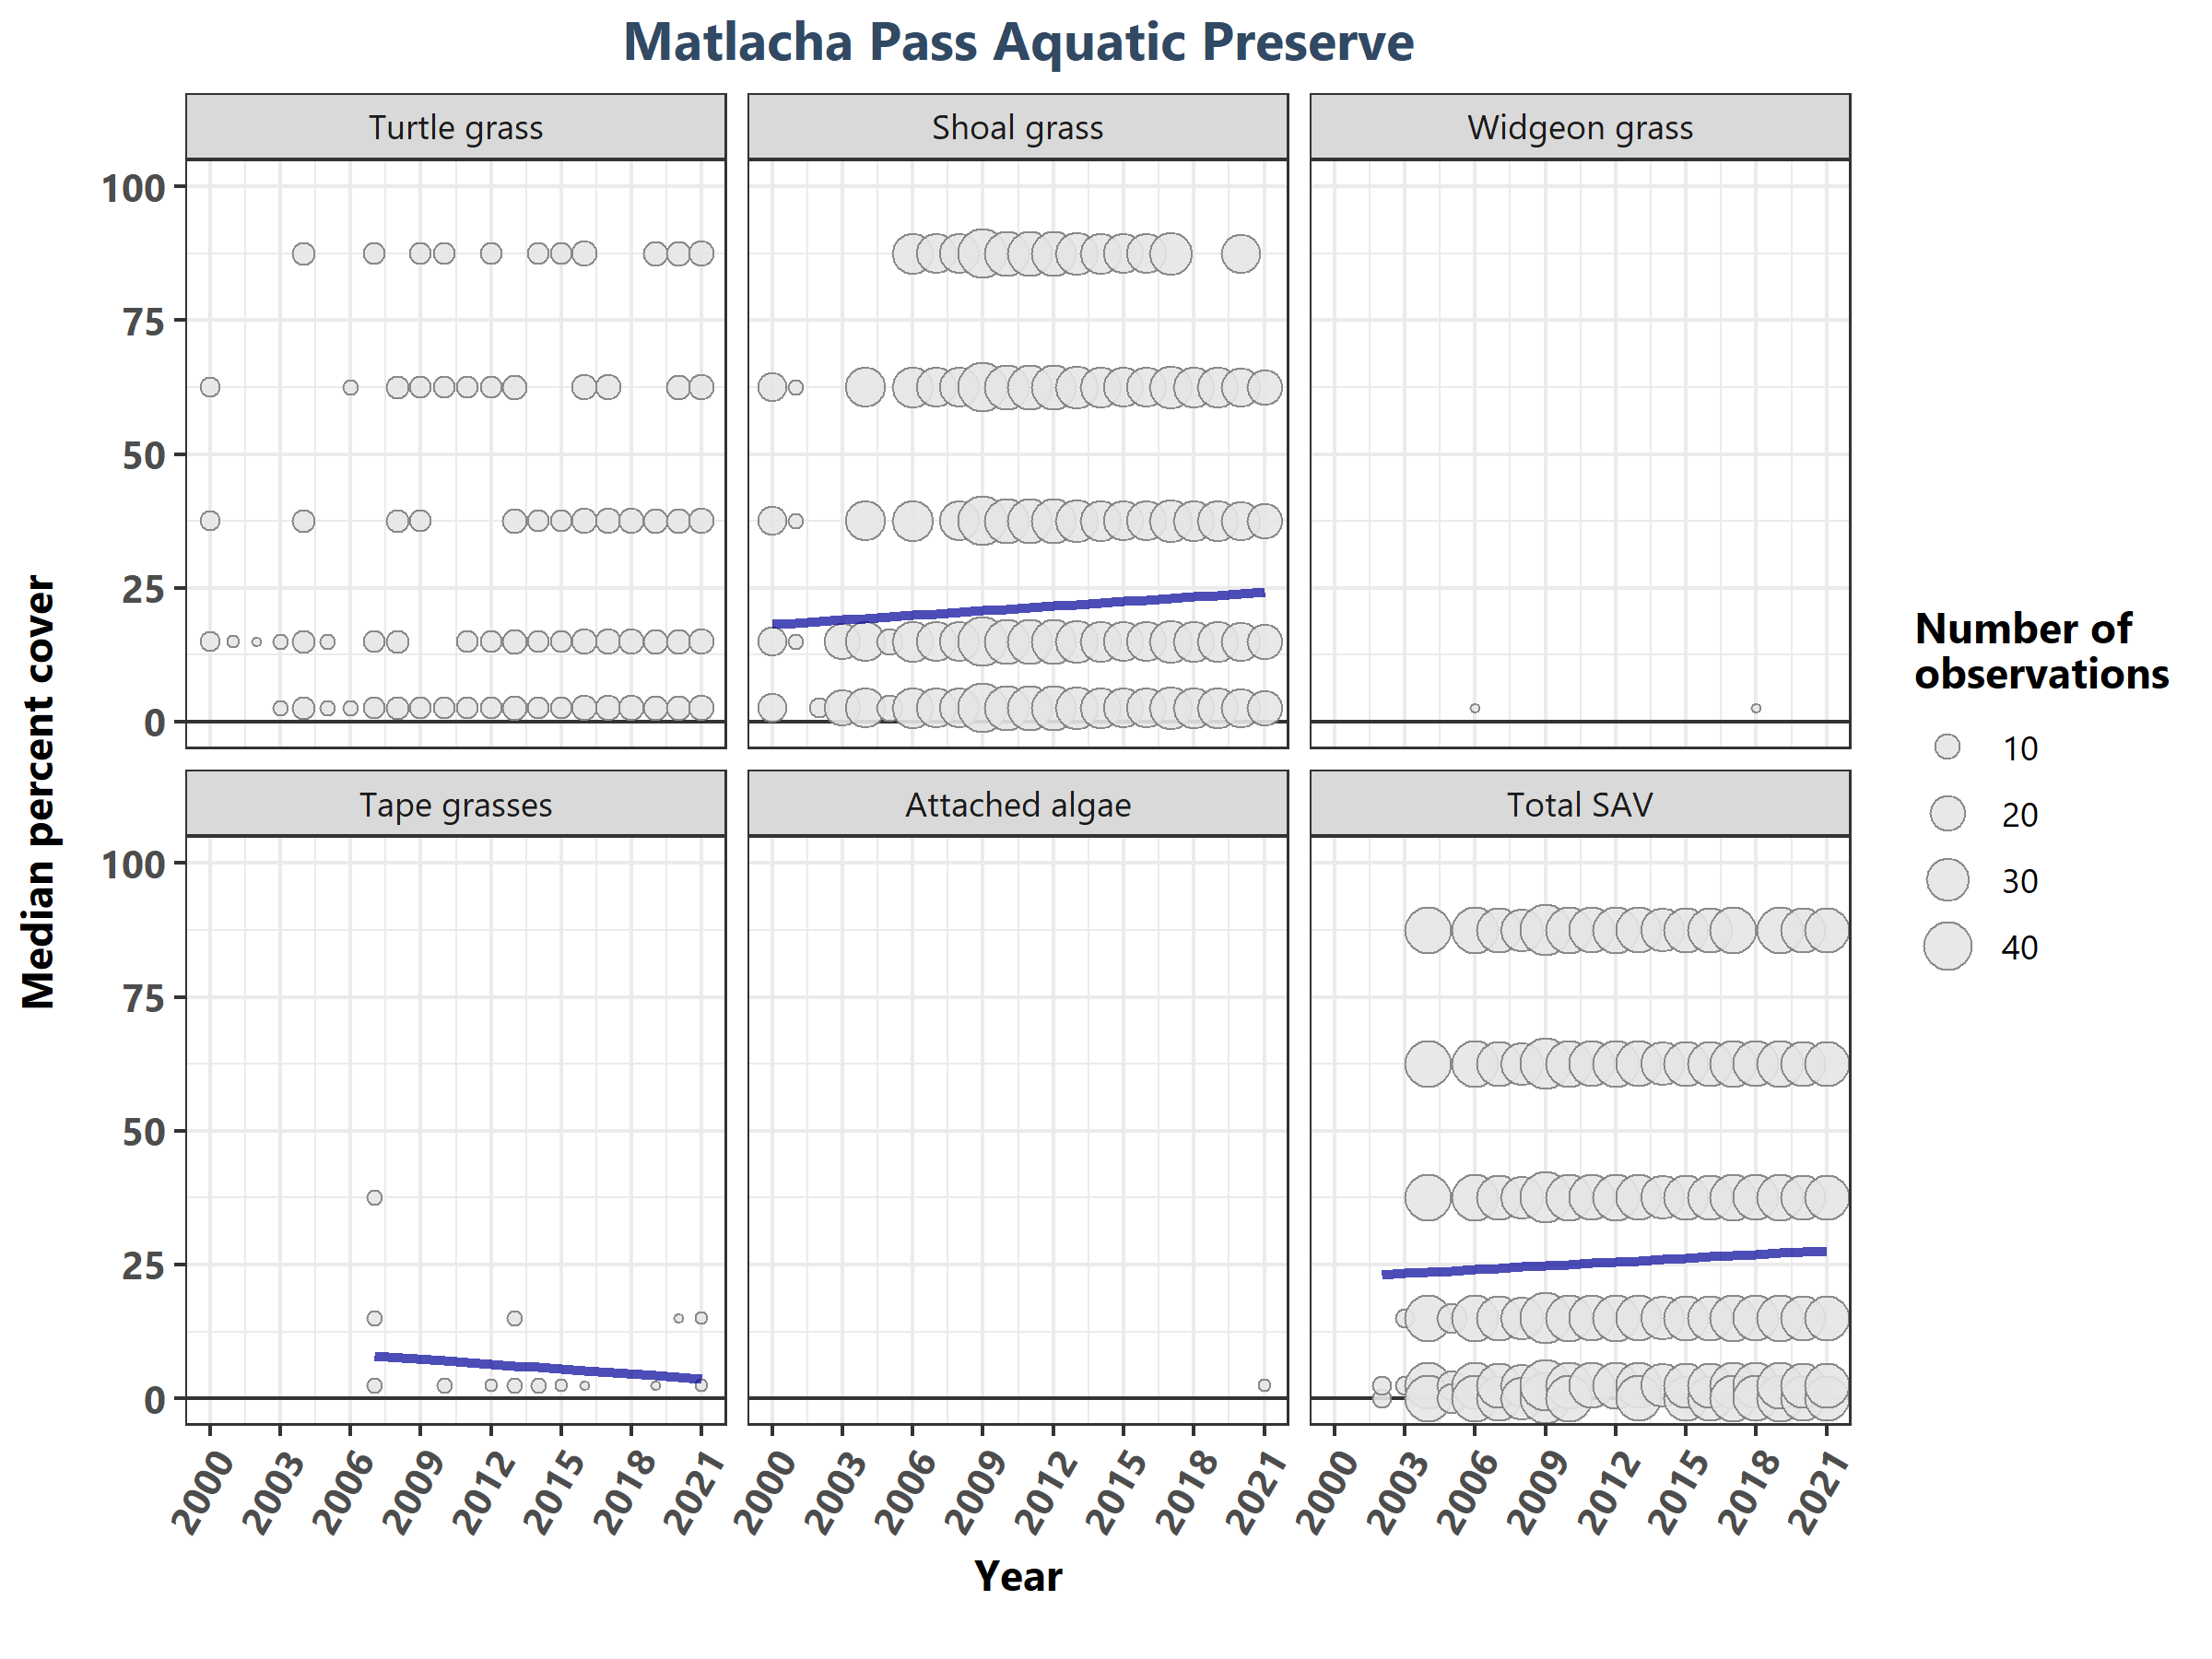 Matlacha Pass Aquatic Preserve
Turtle grass
Shoal grass
Widgeon grass
100
75
50
25
0
Tape grasses
Attached algae
Total SAV
100
75
50
25
0
2000 2003 2006 2009 2012 2015 2018 2021
2000 2003 2006 2009 2012 2015 2018 2021
2000 2003 2006 2009 2012 2015 2018 2021
Year
Median percent cover
Number of
observations
10
20
30
40